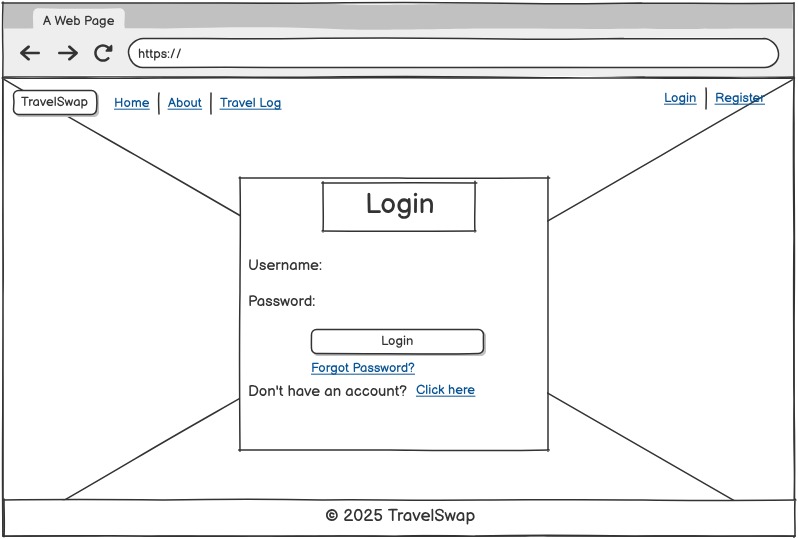 A Web Page
https://
TravelSwap Home About Travel Log Login Register
Login
Username:
Password:
Login
Forgot Password?
Don't have an account? Click here
© 2025 TravelSwap